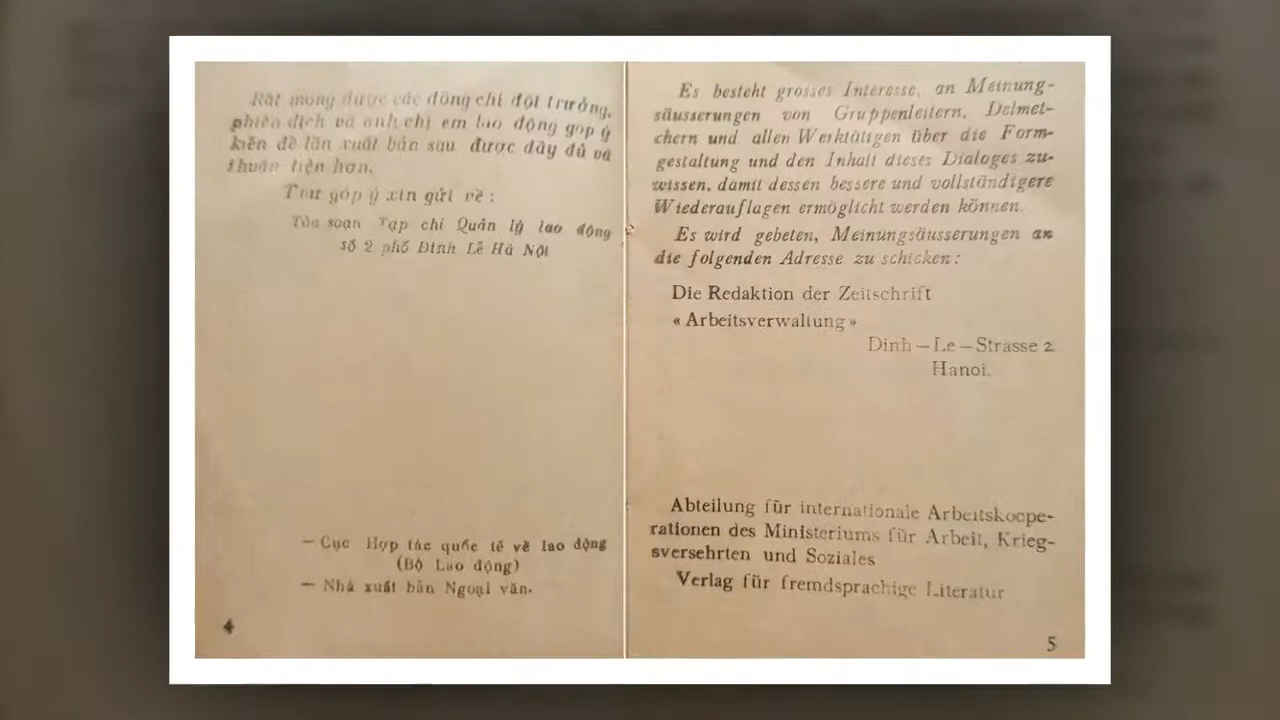 Rất mong được các đồng chí đội trưởng,
phiên dịch và anh chị em lao động góp ý
kiến để lần xuất bản sau được đầy đủ và
thuận tiện hơn.
Thư góp ý xin gửi về :
Tòa soạn Tạp chí Quản lý lao động
số 2 phố Đinh Lễ Hà Nội
— Cục Hợp tác quốc tế về lao động
(Bộ Lao động)
— Nhà xuất bản Ngoại văn.
4
Es besteht grosses Interesse, an Meinung-
säusserungen von Gruppenleitern, Delmet-
chern und allen Werktätigen über die Form-
gestaltung und den Inhalt dieses Dialoges zu-
wissen, damit dessen bessere und vollständigere
Wiederauflagen ermöglicht werden können.
Es wird gebeten, Meinungsäusserungen an
die folgenden Adresse zu schicken :
Die Redaktion der Zeitschrift
« Arbeitsverwaltung »
Dinh — Le — Strasse 2
Hanoi.
Abteilung für internationale Arbeitskoope-
rationen des Ministeriums für Arbeit, Krieg-
sversehrten und Soziales
Verlag für fremdsprachige Literatur
5